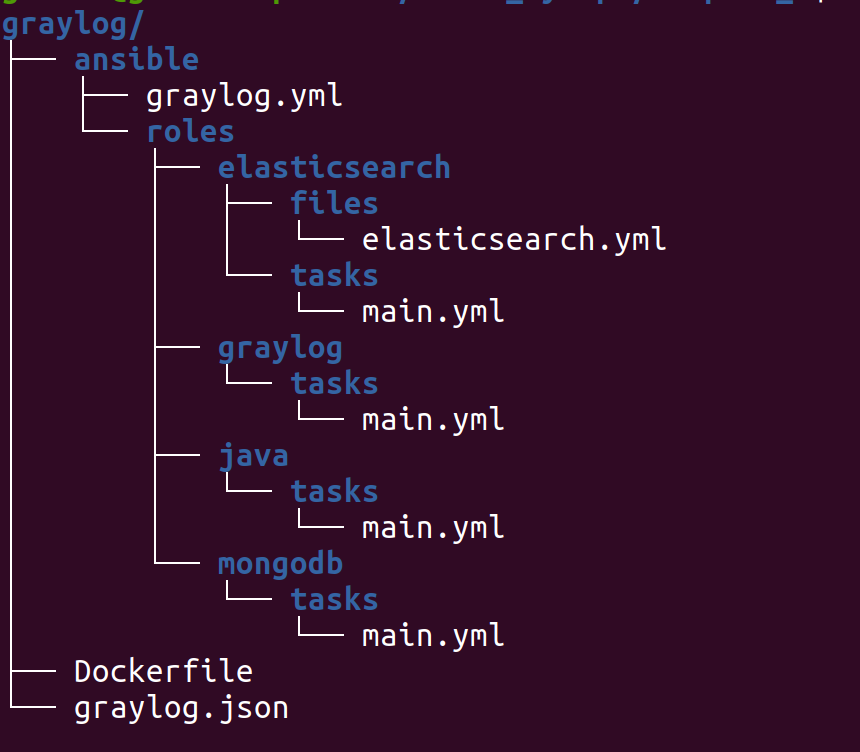 graylog/
ansible
graylog.yml
roles
elasticsearch
files
elasticsearch.yml
tasks
main.yml
graylog
tasks
main.yml
java
tasks
main.yml
mongodb
tasks
main.yml
Dockerfile
graylog.json